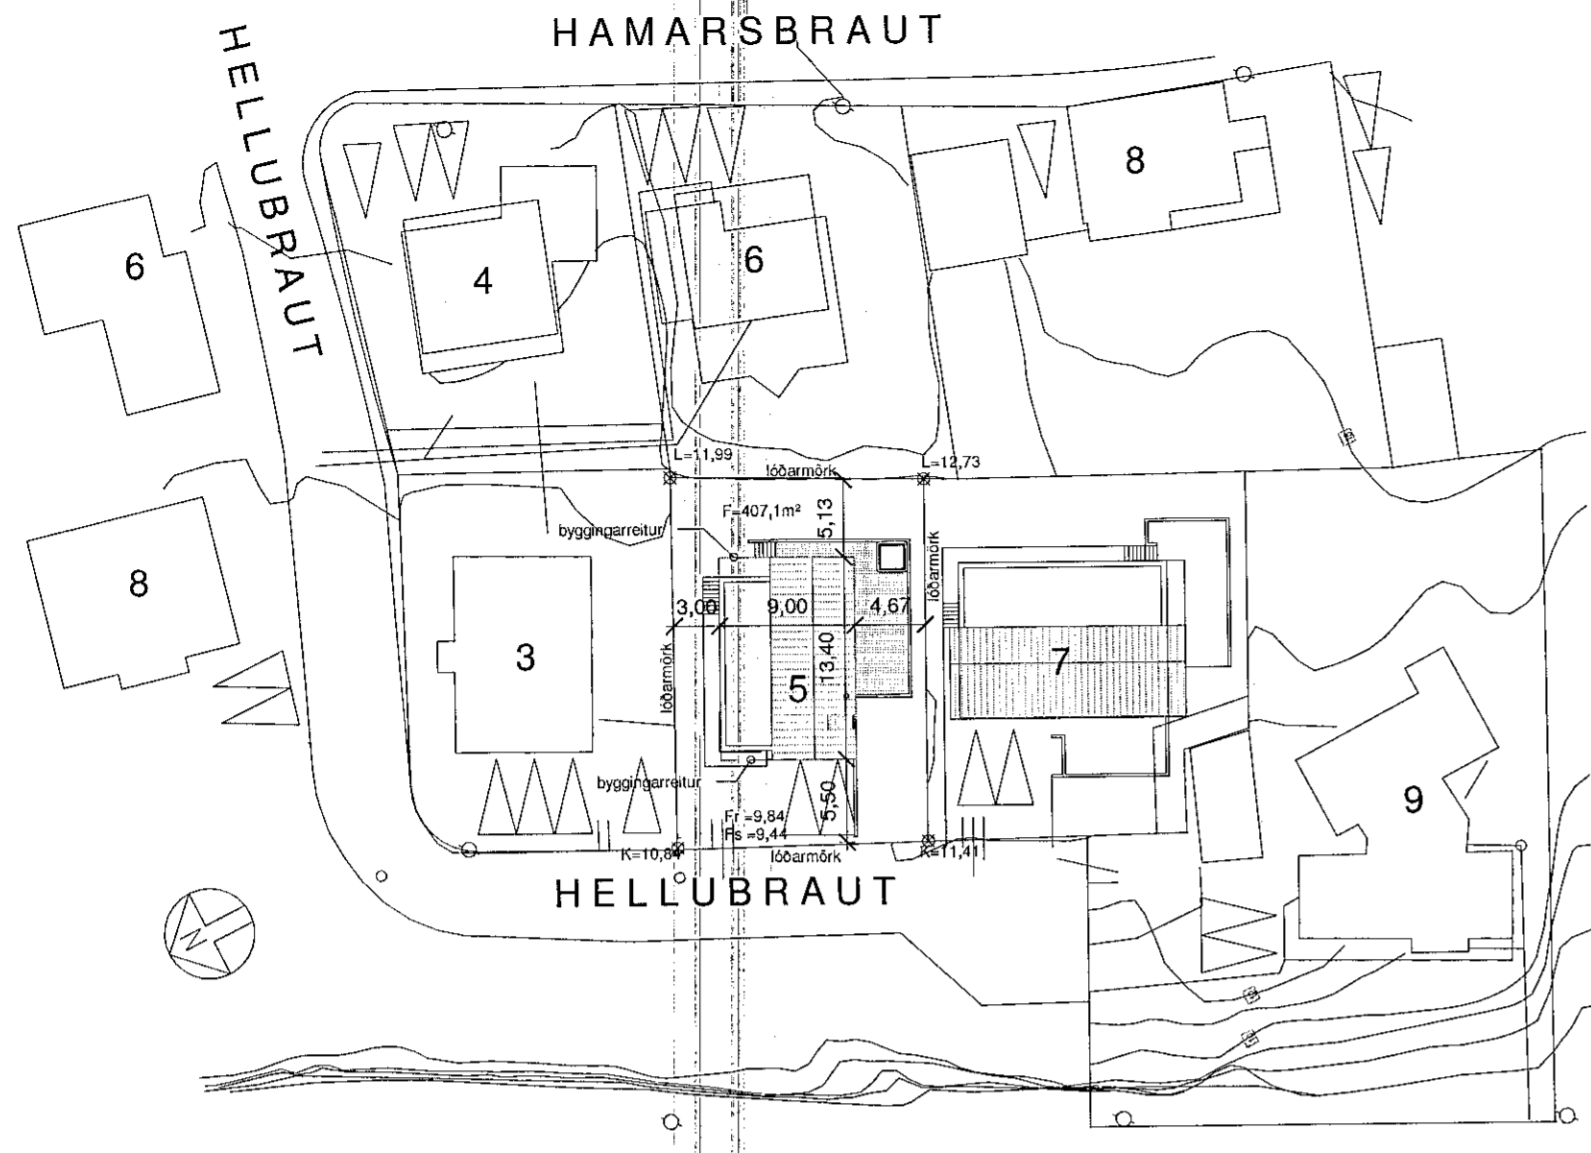 HAMARSBRAUT
HELLUBRAUT
8
6
4
6
L=11,99
lóðarmörk
L=12,73
F=407,1m²
5,13
byggingarreitur
lóðarmörk
8
3,00
9,00
4,67
13,40
lóðarmörk
3
5
7
byggingarreitur
5,50
9
Fr=9,84
Fs=9,44
K=10,84
lóðarmörk
K=11,41
HELLUBRAUT
N